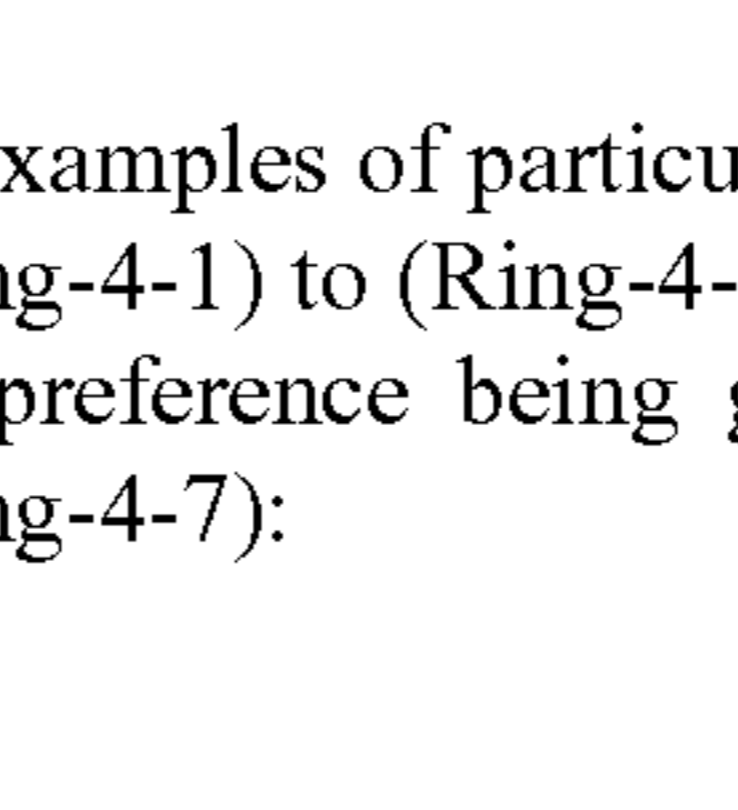 xamples of particu
ng-4-1) to (Ring-4-
preference being g
ng-4-7):